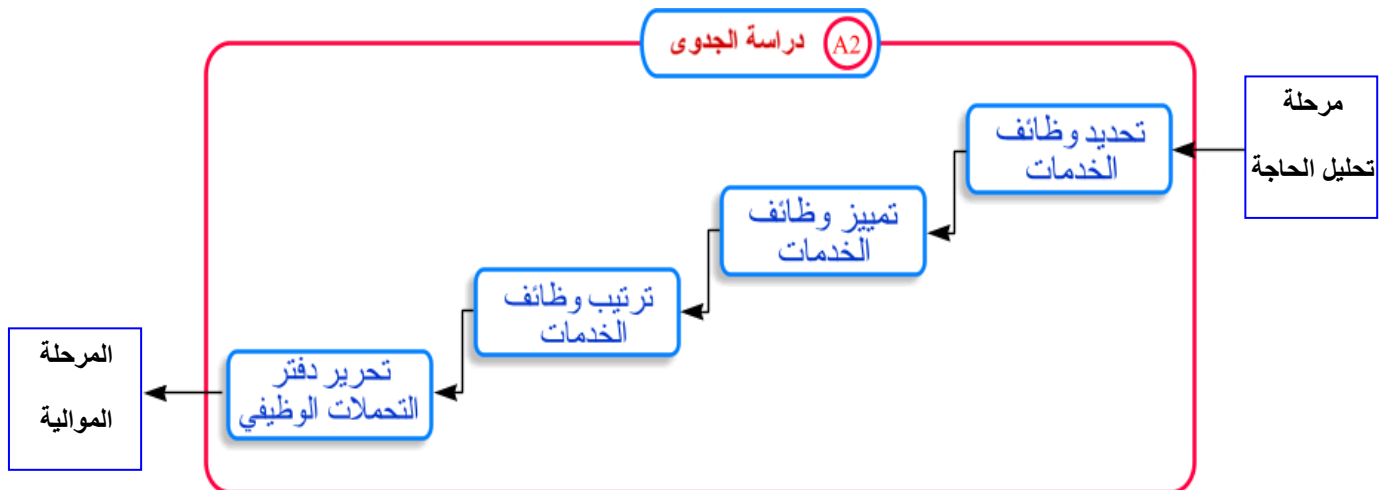 A2 دراسة الجدوى
مرحلة
تحليل الحاجة
تحديد وظائف
الخدمات
تمييز وظائف
الخدمات
ترتيب وظائف
الخدمات
تحرير دفتر
التحملات الوظيفي
المرحلة
الموالية